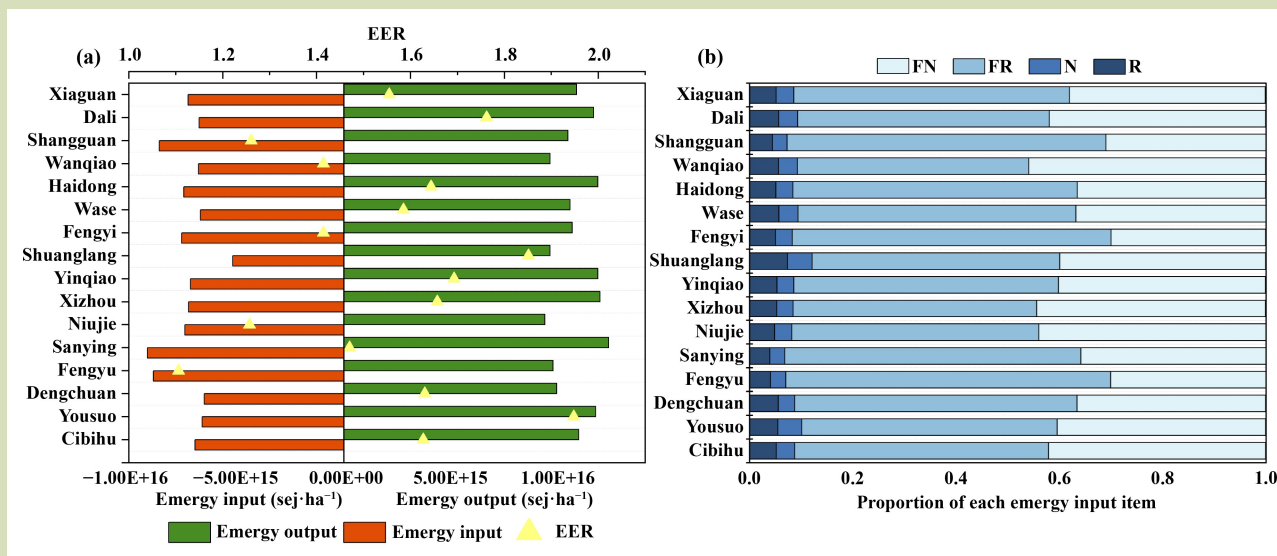 (a)
EER
1.0 1.2 1.4 1.6 1.8 2.0
Xiaguan
Dali
Shangguan
Wanqiao
Haidong
Wase
Fengyi
Shuanglang
Yinqiao
Xizhou
Niujie
Sanying
Fengyu
Dengchuan
Yousuo
Cibihu
−1.00E+16 −5.00E+15 0.00E+00 5.00E+15 1.00E+16
Emergy input (sej·ha⁻¹) Emergy output (sej·ha⁻¹)
Emergy output Emergy input EER
(b)
FN FR N R
Xiaguan
Dali
Shangguan
Wanqiao
Haidong
Wase
Fengyi
Shuanglang
Yinqiao
Xizhou
Niujie
Sanying
Fengyu
Dengchuan
Yousuo
Cibihu
0.0 0.2 0.4 0.6 0.8 1.0
Proportion of each emergy input item